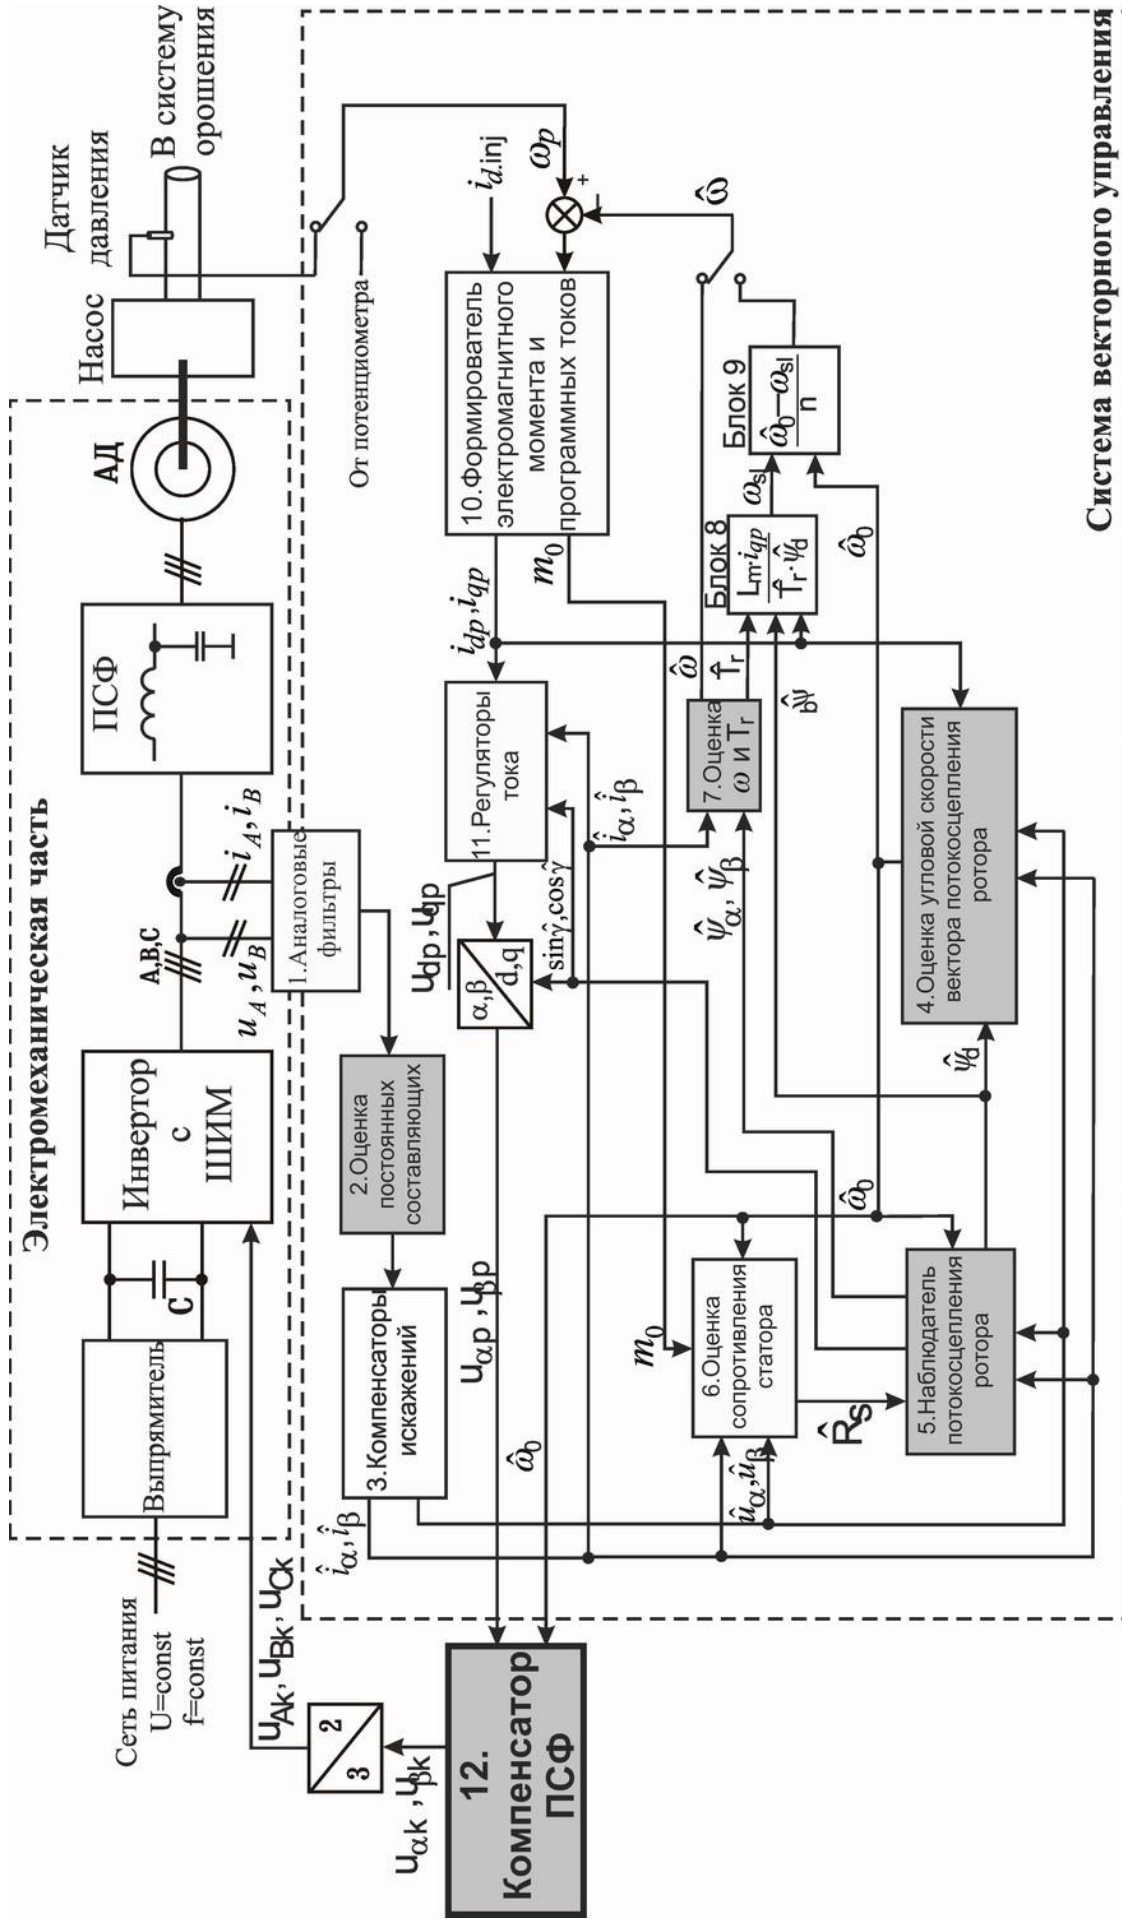 Электромеханическая часть
Сеть питания
U=const
f=const
Выпрямитель
C
Инвертор
с
ШИМ
A,B,C
u_A, u_B
i_A, i_B
ПСФ
АД
Насос
Датчик
давления
В систему
орошения
1.Аналоговые
фильтры
От потенциометра
u_Ak, u_Bk, u_Ck
2
3
u_αk, u_βk
12.
Компенсатор
ПСФ
2.Оценка
постоянных
составляющих
3.Компенсаторы
искажений
î_α, î_β
u_αp, u_βp
ω̂_0
u_dp, u_qp
α,β
d,q
sinγ̂,cosγ̂
11.Регуляторы
тока
i_dp, i_qp
m_0
10.Формирователь
электромагнитного
момента и
программных токов
i_d.inj
ω_p
+
−
ω̂
î_α, î_β
m_0
6.Оценка
сопротивления
статора
û_α, û_β
R̂_s
ω̂_0
ψ̂_α, ψ̂_β
7.Оценка
ω и T_r
ω̂
T̂_r
ψ̂_d
Блок 8
L_m·i_qp
T̂_r·ψ̂_d
ω_sl
Блок 9
ω̂_0−ω_sl
n
ω̂_0
5.Наблюдатель
потокосцепления
ротора
ψ̂_d
4.Оценка угловой скорости
вектора потокосцепления
ротора
Система векторного управления